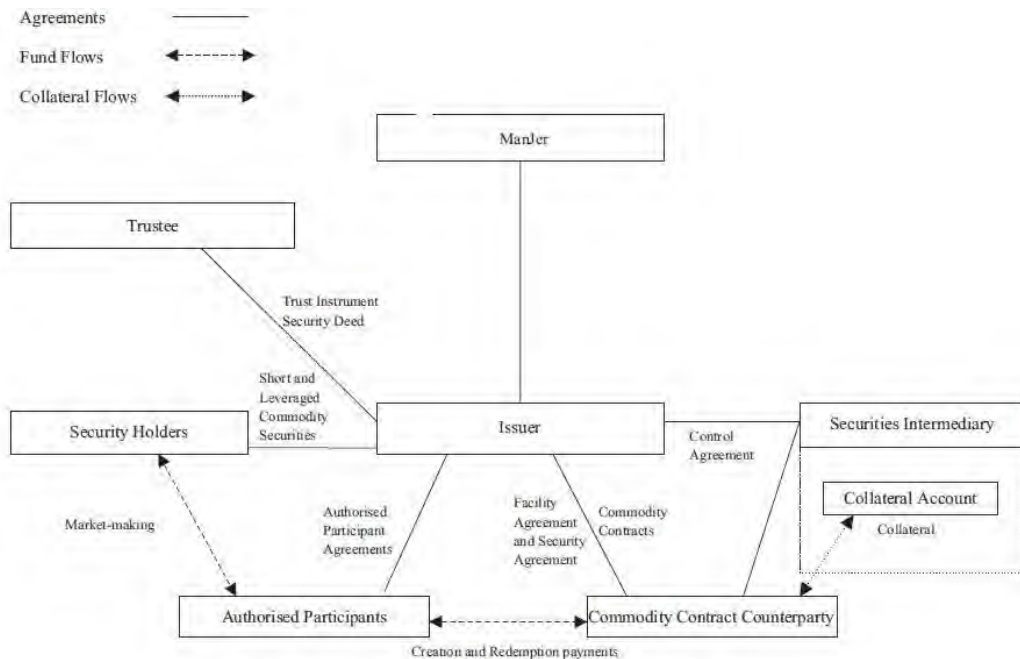 Agreements
Fund Flows
Collateral Flows
ManJer
Trustee
Trust Instrument
Security Deed
Short and
Leveraged
Commodity
Securities
Security Holders
Issuer
Control
Agreement
Securities Intermediary
Collateral Account
Collateral
Market-making
Authorised
Participant
Agreements
Facility
Agreement
and Security
Agreement
Commodity
Contracts
Authorised Participants
Commodity Contract Counterparty
Creation and Redemption payments